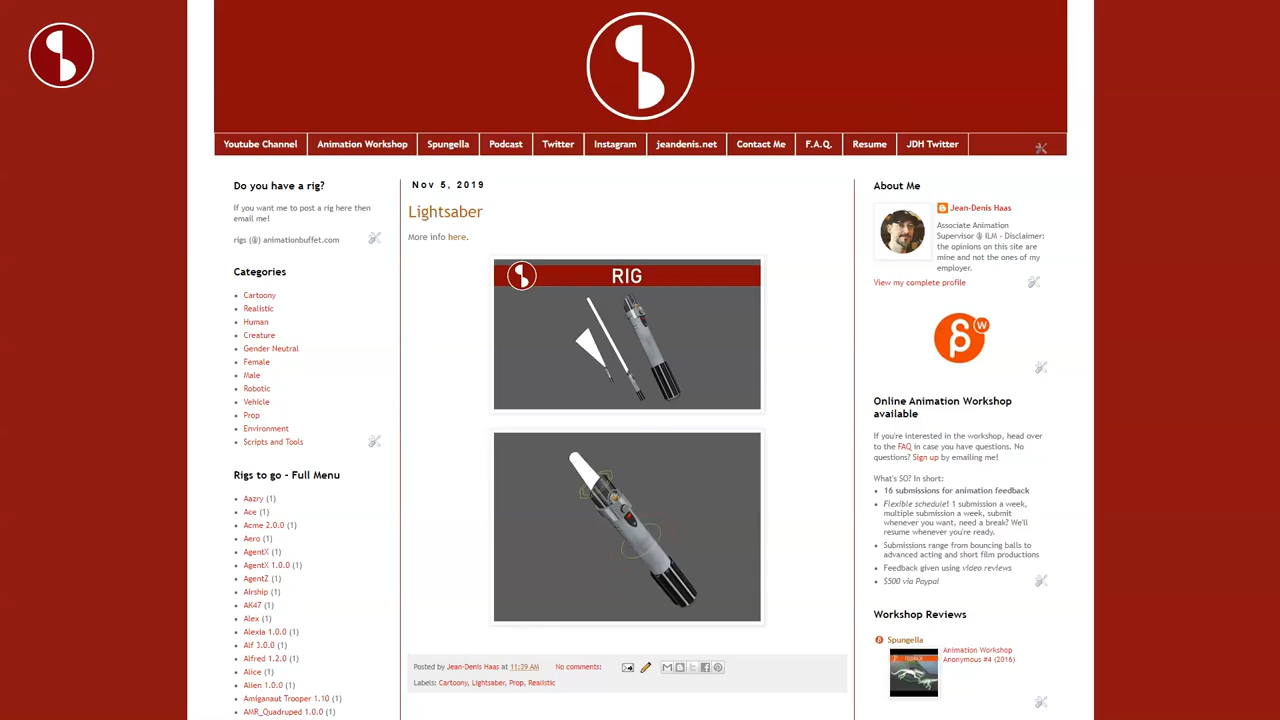 Youtube Channel
Animation Workshop
Spungella
Podcast
Twitter
Instagram
jeandenis.net
Contact Me
F.A.Q.
Resume
JDH Twitter
Do you have a rig?
If you want me to post a rig here then
email me!
rigs (@) animationbuffet.com
Categories
Cartoony
Realistic
Human
Creature
Gender Neutral
Female
Male
Robotic
Vehicle
Prop
Environment
Scripts and Tools
Rigs to go - Full Menu
Aazry (1)
Ace (1)
Acme 2.0.0 (1)
Aero (1)
AgentX (1)
AgentX 1.0.0 (1)
AgentZ (1)
Airship (1)
AK47 (1)
Alex (1)
Alexia 1.0.0 (1)
Alf 3.0.0 (1)
Alfred 1.2.0 (1)
Alice (1)
Alien 1.0.0 (1)
Amiganaut Trooper 1.10 (1)
AMR_Quadruped 1.0.0 (1)
Nov 5, 2019
Lightsaber
More info here.
RIG
Posted by Jean-Denis Haas at 11:39 AM No comments:
Labels: Cartoony, Lightsaber, Prop, Realistic
About Me
Jean-Denis Haas
Associate Animation
Supervisor @ ILM - Disclaimer:
the opinions on this site are
mine and not the ones of my
employer.
View my complete profile
W
Online Animation Workshop
available
If you're interested in the workshop, head over
to the FAQ in case you have questions. No
questions? Sign up by emailing me!
What's SO? In short:
16 submissions for animation feedback
Flexible schedule! 1 submission a week,
multiple submission a week, submit
whenever you want, need a break? We'll
resume whenever you're ready.
Submissions range from bouncing balls to
advanced acting and short film productions
Feedback given using video reviews
$500 via Paypal
Workshop Reviews
Spungella
Animation Workshop
Anonymous #4 (2016)